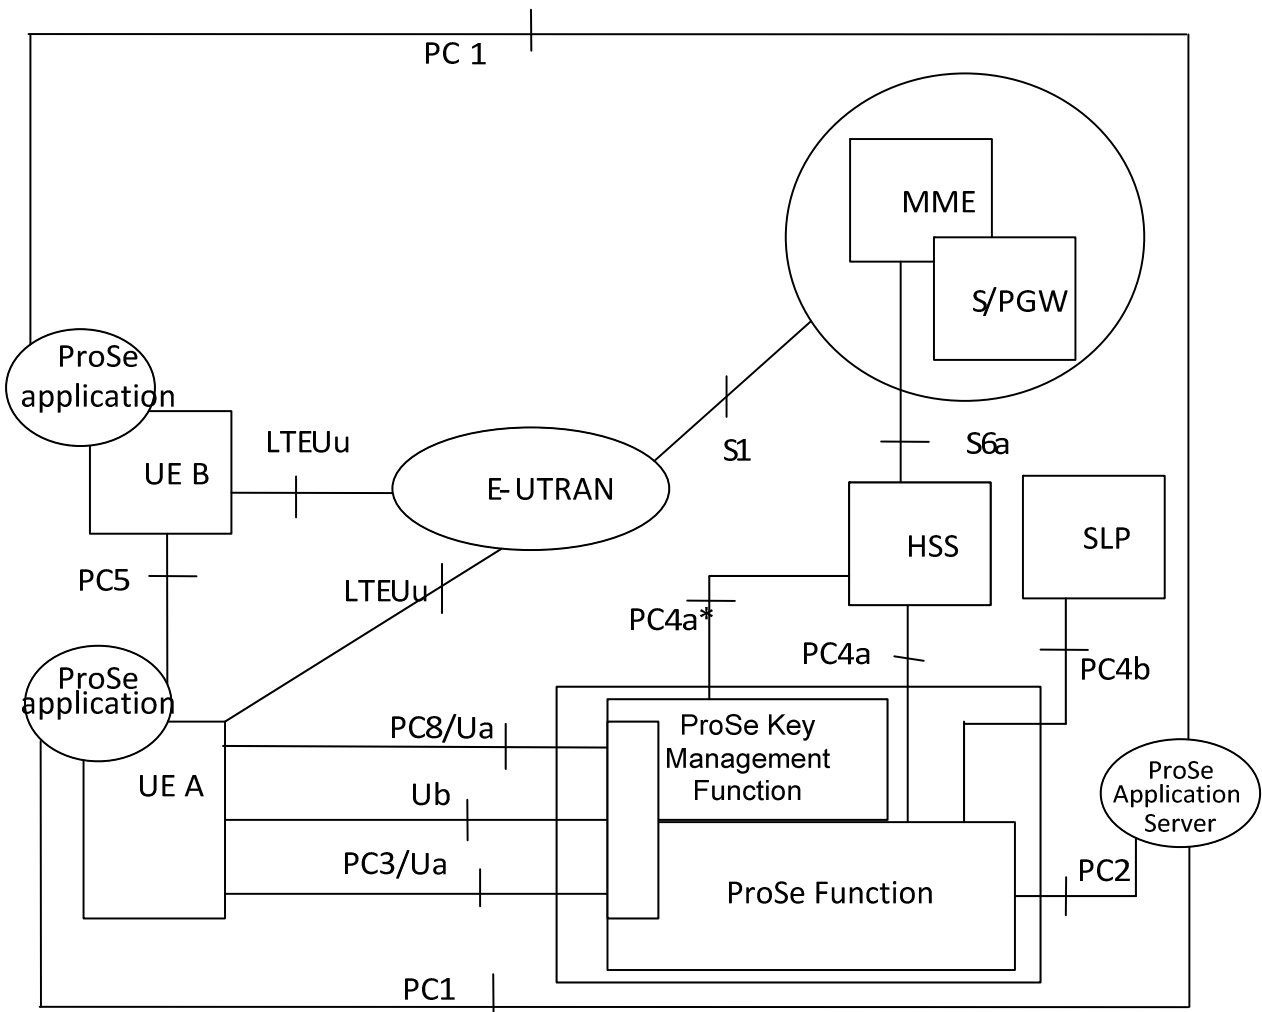 PC 1
MME
S/PGW
ProSe
application
LTEUu
UE B
E-UTRAN
S1
S6a
HSS
SLP
PC5
LTEUu
PC4a*
PC4a
PC4b
ProSe
application
PC8/Ua
ProSe Key
Management
Function
UE A
Ub
ProSe
Application
Server
PC3/Ua
ProSe Function
PC2
PC1